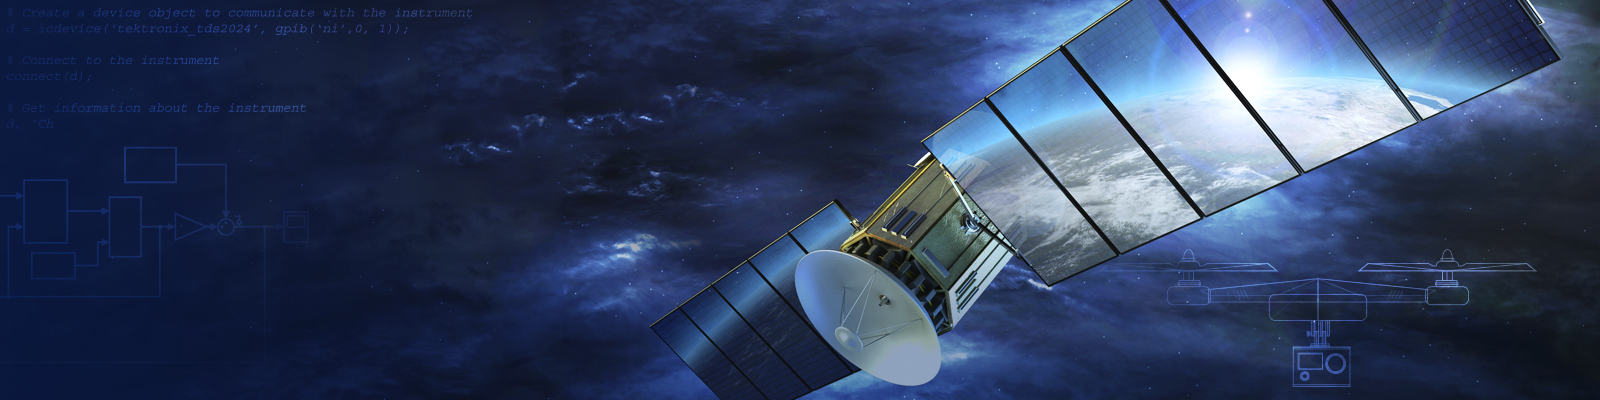 % Create a device object to communicate with the instrument
d = icdevice('tektronix_tds2024', gpib('ni',0, 1));
% Connect to the instrument
connect(d);
% Get information about the instrument
d. 'Ch